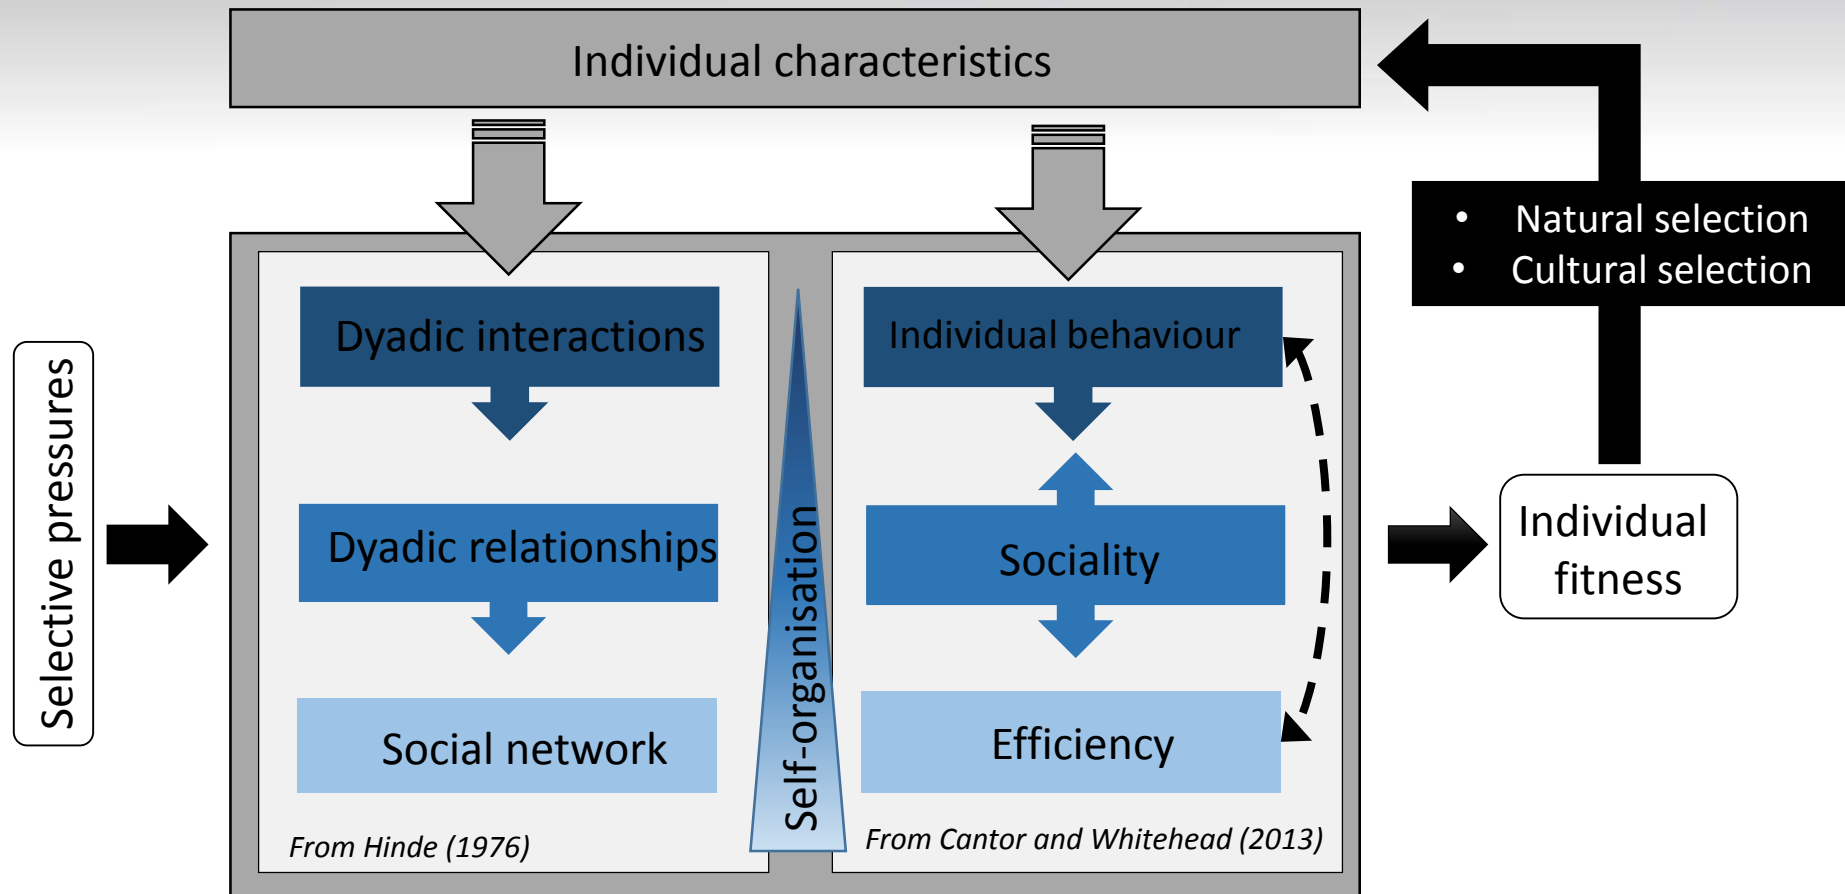 Individual characteristics
• Natural selection
• Cultural selection
Selective pressures
Dyadic interactions
Dyadic relationships
Social network
From Hinde (1976)
Self-organisation
Individual behaviour
Sociality
Efficiency
From Cantor and Whitehead (2013)
Individual
fitness